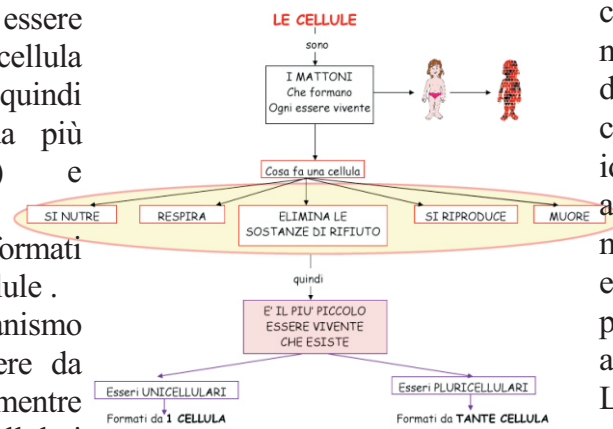 essere
cellula
quindi
più
) e
formati
lule .
anismo
ere da
mentre
LE CELLULE
sono
I MATTONI
Che formano
Ogni essere vivente
Cosa fa una cellula
SI NUTRE
RESPIRA
ELIMINA LE
SOSTANZE DI RIFIUTO
SI RIPRODUCE
MUORE
quindi
E' IL PIU' PICCOLO
ESSERE VIVENTE
CHE ESISTE
Esseri UNICELLULARI
Esseri PLURICELLULARI
Formati da 1 CELLULA
Formati da TANTE CELLULA